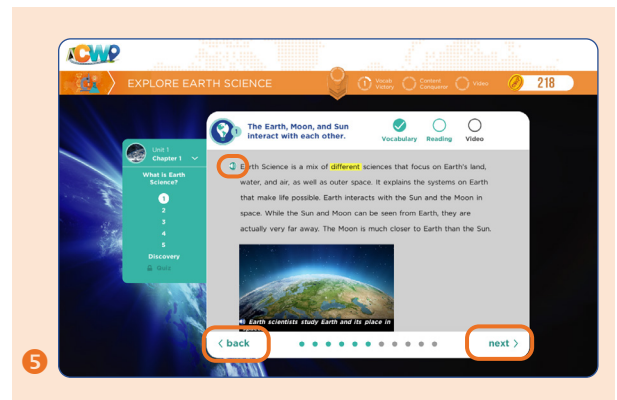 CWP
EXPLORE EARTH SCIENCE
1 Vocab Victory
Content Conqueror
Video
218
Unit 1
Chapter 1
What is Earth
Science?
1
2
3
4
5
Discovery
Quiz
1
The Earth, Moon, and Sun
interact with each other.
Vocabulary Reading Video
Earth Science is a mix of different sciences that focus on Earth's land,
water, and air, as well as outer space. It explains the systems on Earth
that make life possible. Earth interacts with the Sun and the Moon in
space. While the Sun and Moon can be seen from Earth, they are
actually very far away. The Moon is much closer to Earth than the Sun.
Earth scientists study Earth and its place in
< back
next >
5